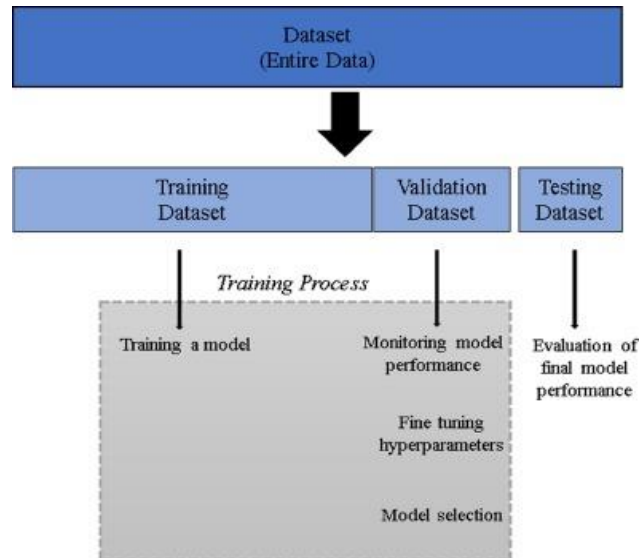 Dataset
(Entire Data)
Training
Dataset
Validation
Dataset
Testing
Dataset
Training Process
Training a model
Monitoring model
performance
Evaluation of
final model
performance
Fine tuning
hyperparameters
Model selection